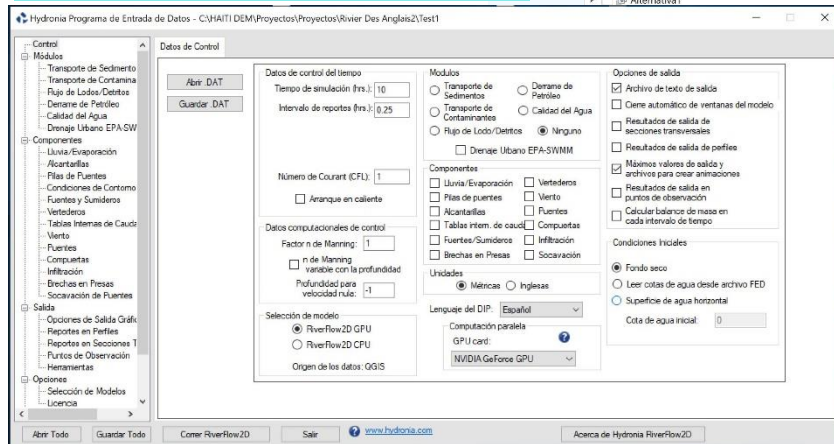 Alternativa1
Hydronia Programa de Entrada de Datos - C:\HAITI DEM\Proyectos\Proyectos\Rivier Des Anglais2\Test1
Control
Módulos
Transporte de Sedimento
Transporte de Contamina
Flujo de Lodos/Detritos
Derrame de Petróleo
Calidad del Agua
Drenaje Urbano EPA-SW
Componentes
Lluvia/Evaporación
Alcantarillas
Pilas de Puentes
Condiciones de Contorno
Fuentes y Sumideros
Vertederos
Tablas Internas de Cauda
Viento
Puentes
Compuertas
Infiltración
Brechas en Presas
Socavación de Puentes
Salida
Opciones de Salida Gráfic
Reportes en Perfiles
Reportes en Secciones T
Puntos de Observación
Herramientas
Opciones
Selección de Modelos
Licencia
Datos de Control
Abrir .DAT
Guardar .DAT
Datos de control del tiempo
Tiempo de simulación (hrs.): 10
Intervalo de reportes (hrs.): 0.25
Número de Courant (CFL): 1
Arranque en caliente
Datos computacionales de control
Factor n de Manning: 1
n de Manning
variable con la profundidad
Profundidad para
velocidad nula: -1
Selección de modelo
RiverFlow2D GPU
RiverFlow2D CPU
Origen de los datos: QGIS
Modulos
Transporte de
Sedimentos
Derrame de
Petróleo
Transporte de
Contaminantes
Calidad del Agua
Flujo de Lodo/Detritos
Ninguno
Drenaje Urbano EPA-SWMM
Componentes
Lluvia/Evaporación
Vertederos
Pilas de puentes
Viento
Alcantarillas
Puentes
Tablas intern. de cauda
Compuertas
Fuentes/Sumideros
Infiltración
Brechas en Presas
Socavación
Unidades
Métricas
Inglesas
Lenguaje del DIP: Español
Computación paralela
GPU card:
NVIDIA GeForce GPU
Opciones de salida
Archivo de texto de salida
Cierre automático de ventanas del modelo
Resultados de salida de
secciones transversales
Resultados de salida de perfiles
Máximos valores de salida y
archivos para crear animaciones
Resultados de salida en
puntos de observación
Calcular balance de masa en
cada intervalo de tiempo
Condiciones Iniciales
Fondo seco
Leer cotas de agua desde archivo FED
Superficie de agua horizontal
Cota de agua inicial: 0
Abrir Todo
Guardar Todo
Correr RiverFlow2D
Salir
www.hydronia.com
Acerca de Hydronia RiverFlow2D